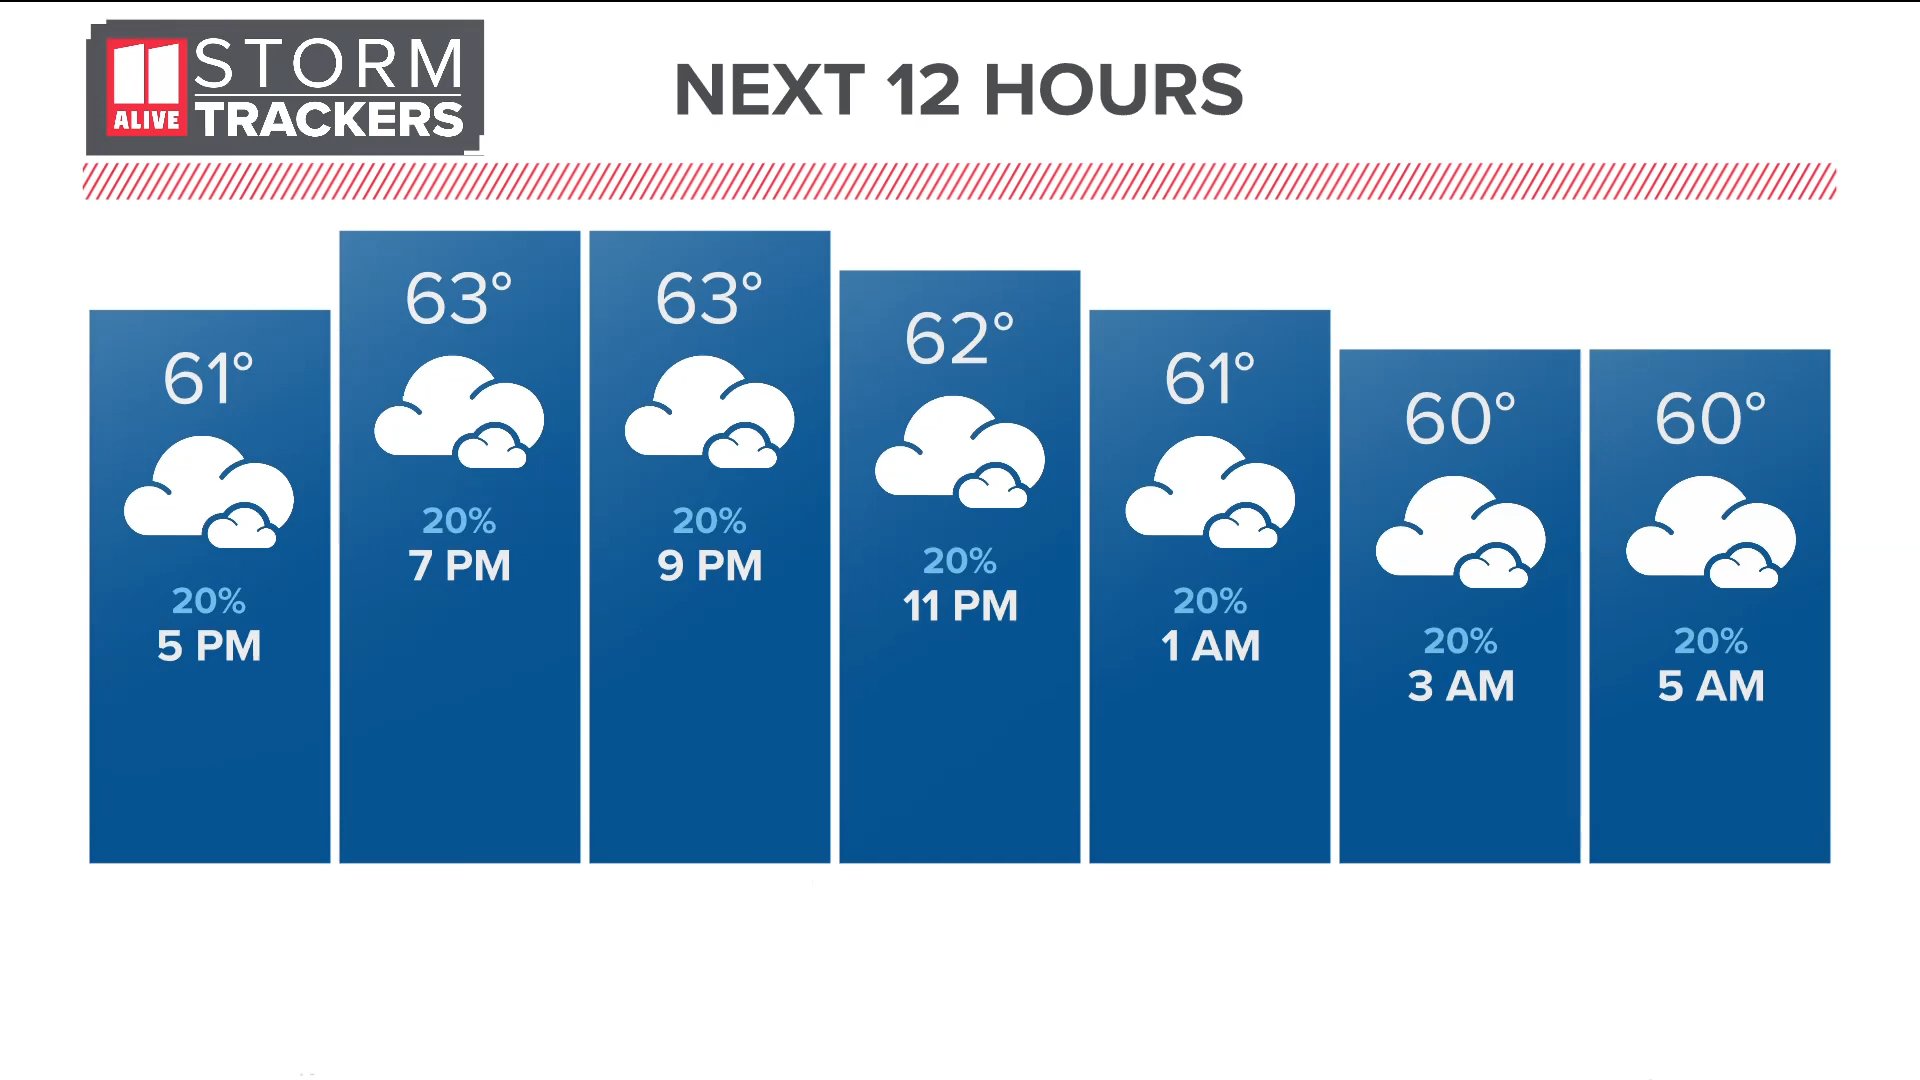 11 ALIVE
STORM
TRACKERS
NEXT 12 HOURS
61°
20%
5 PM
63°
20%
7 PM
63°
20%
9 PM
62°
20%
11 PM
61°
20%
1 AM
60°
20%
3 AM
60°
20%
5 AM